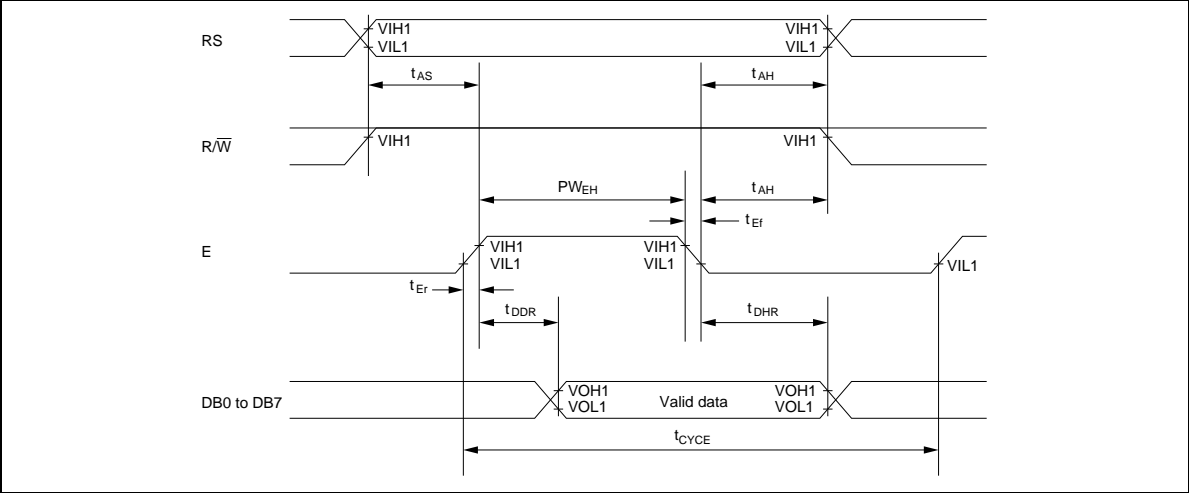 RS
VIH1
VIL1
VIH1
VIL1
tAS
tAH
R/W̅
VIH1
VIH1
PWEH
tAH
tEf
E
VIH1
VIL1
VIH1
VIL1
VIL1
tEr
tDDR
tDHR
DB0 to DB7
VOH1
VOL1
Valid data
VOH1
VOL1
tCYCE